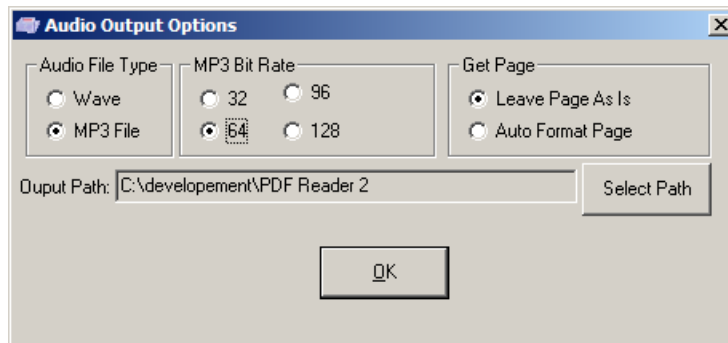 Audio Output Options
Audio File Type
Wave
MP3 File
MP3 Bit Rate
32
96
64
128
Get Page
Leave Page As Is
Auto Format Page
Ouput Path: C:\developement\PDF Reader 2
Select Path
OK